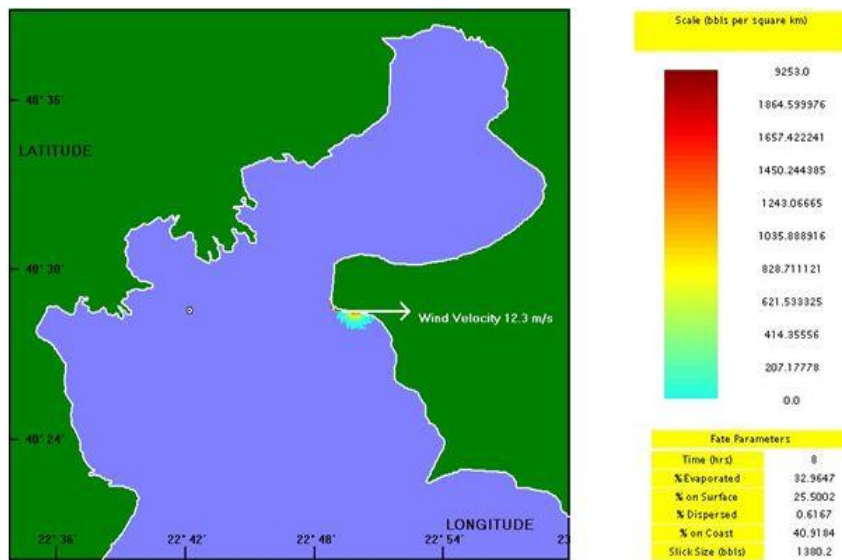 Scale (bbls per square km)
9253.0
1864.599976
1657.422241
1450.244385
1243.06665
1035.888916
828.711121
621.533325
414.35556
207.17778
0.0
40° 36'
LATITUDE
40° 30'
Wind Velocity 12.3 m/s
40° 24'
LONGITUDE
22° 36' 22° 42' 22° 48' 22° 54' 23
Fate Parameters
Time (hrs) 8
% Evaporated 32.9647
% on Surface 25.5002
% Dispersed 0.6167
% on Coast 40.9184
Slick Size (bbls) 1380.2